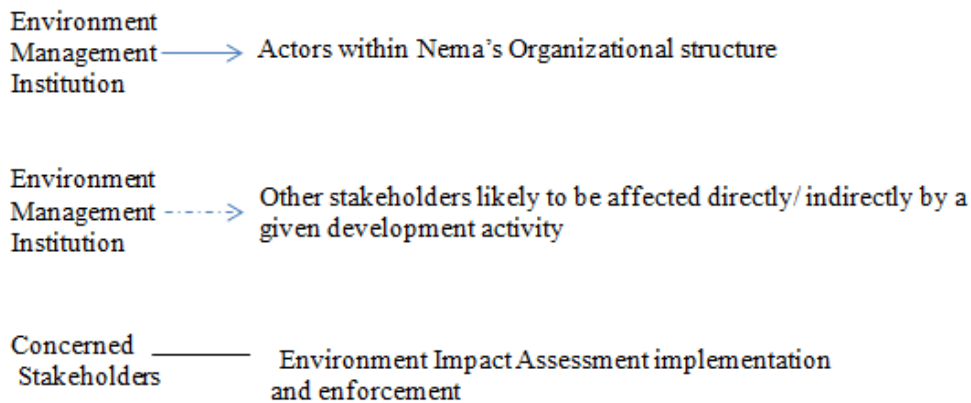 Environment
Management
Institution
Actors within Nema's Organizational structure
Environment
Management
Institution
Other stakeholders likely to be affected directly/ indirectly by a
given development activity
Concerned
Stakeholders
Environment Impact Assessment implementation
and enforcement